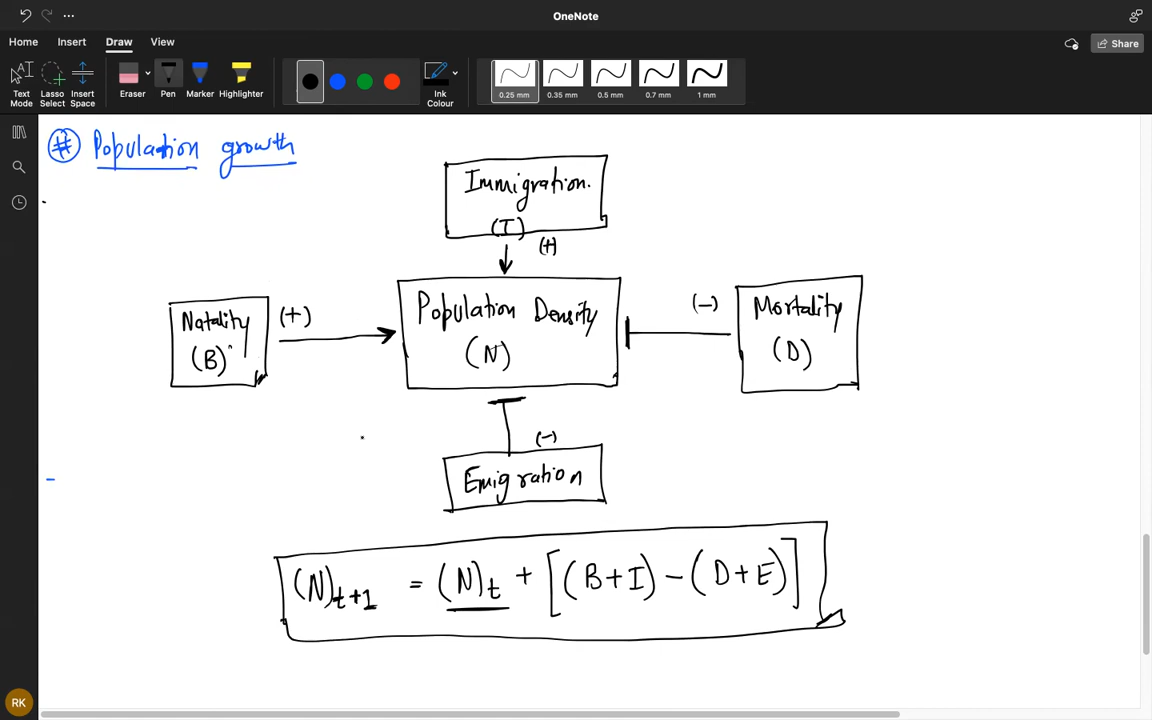 OneNote
Home Insert Draw View
Share
Text Mode
Lasso Select
Insert Space
Eraser
Pen
Marker
Highlighter
Ink Colour
0.25 mm
0.35 mm
0.5 mm
0.7 mm
1 mm
# Population growth
Immigration.
(I)
(+)
Natality
(B)
(+)
Population Density
(N)
(-)
Mortality
(D)
(-)
Emigration
(N)t+1 = (N)t + [(B+I) - (D+E)]
RK